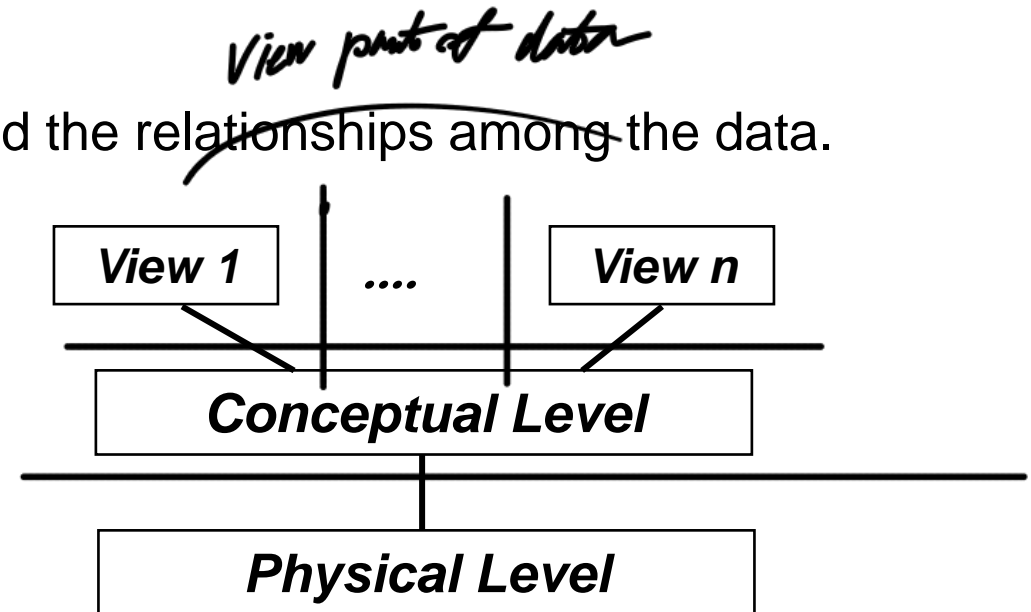 View part of data
d the relationships among the data.
View 1 .... View n
Conceptual Level
Physical Level